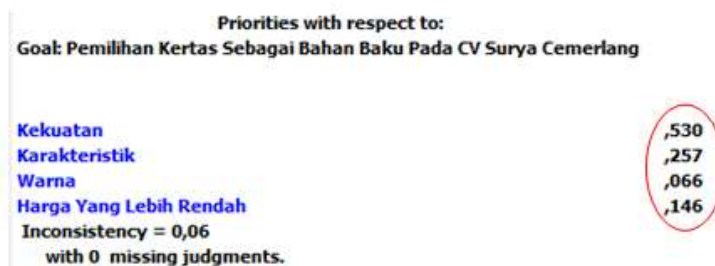 Priorities with respect to:
Goal: Pemilihan Kertas Sebagai Bahan Baku Pada CV Surya Cemerlang
Kekuatan ,530
Karakteristik ,257
Warna ,066
Harga Yang Lebih Rendah ,146
Inconsistency = 0,06
with 0 missing judgments.